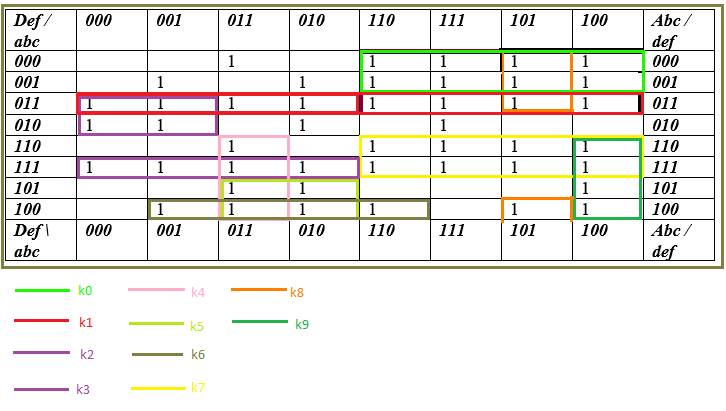 Def / 000 001 011 010 110 111 101 100 Abc /
abc def
000 1 1 1 1 1 000
001 1 1 1 1 1 1 001
011 1 1 1 1 1 1 1 1 011
010 1 1 1 1 010
110 1 1 1 1 1 110
111 1 1 1 1 1 1 1 1 111
101 1 1 1 101
100 1 1 1 1 1 1 100
Def \ 000 001 011 010 110 111 101 100 Abc /
abc def
k0 k4 k8
k1 k5 k9
k2 k6
k3 k7